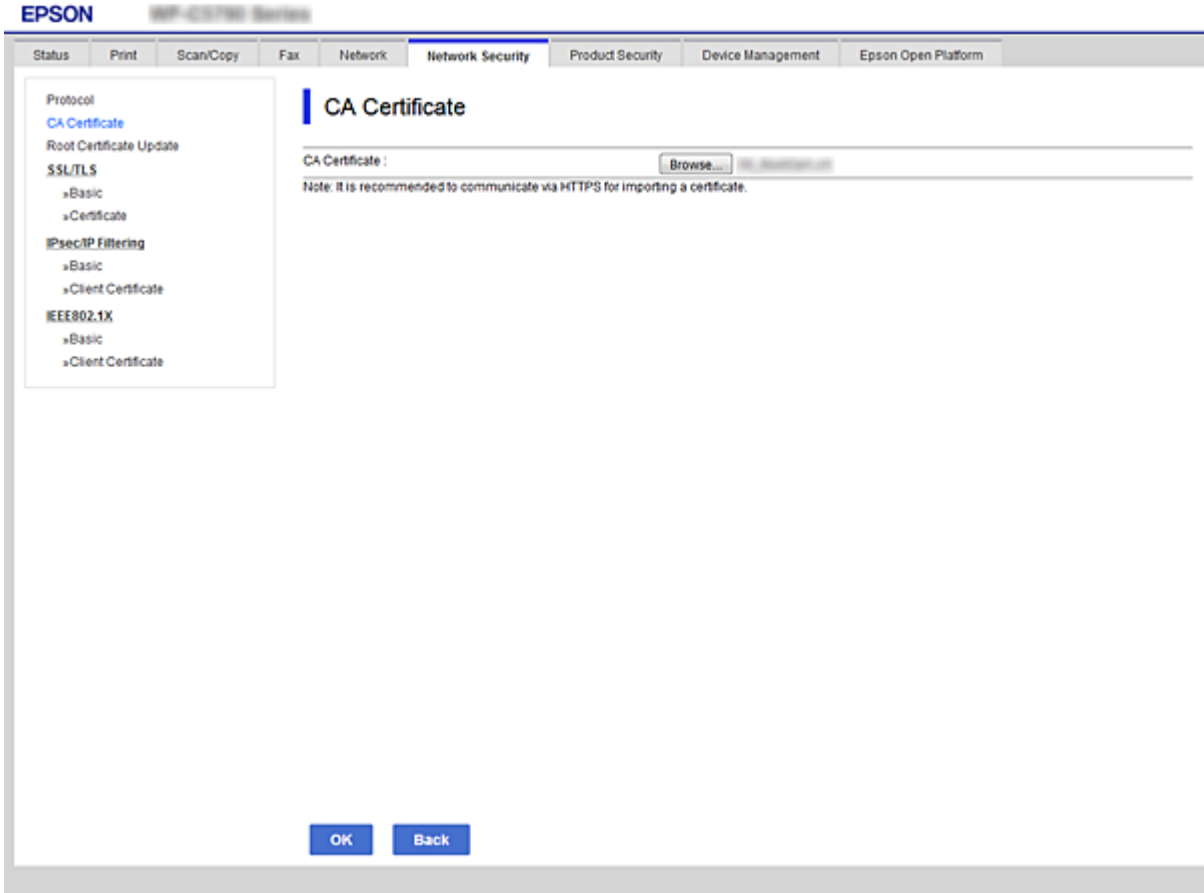 EPSON
Status Print Scan/Copy Fax Network Network Security Product Security Device Management Epson Open Platform
Protocol
CA Certificate
Root Certificate Update
SSL/TLS
»Basic
»Certificate
IPsec/IP Filtering
»Basic
»Client Certificate
IEEE802.1X
»Basic
»Client Certificate
CA Certificate
CA Certificate :
Browse...
Note: It is recommended to communicate via HTTPS for importing a certificate.
OK
Back